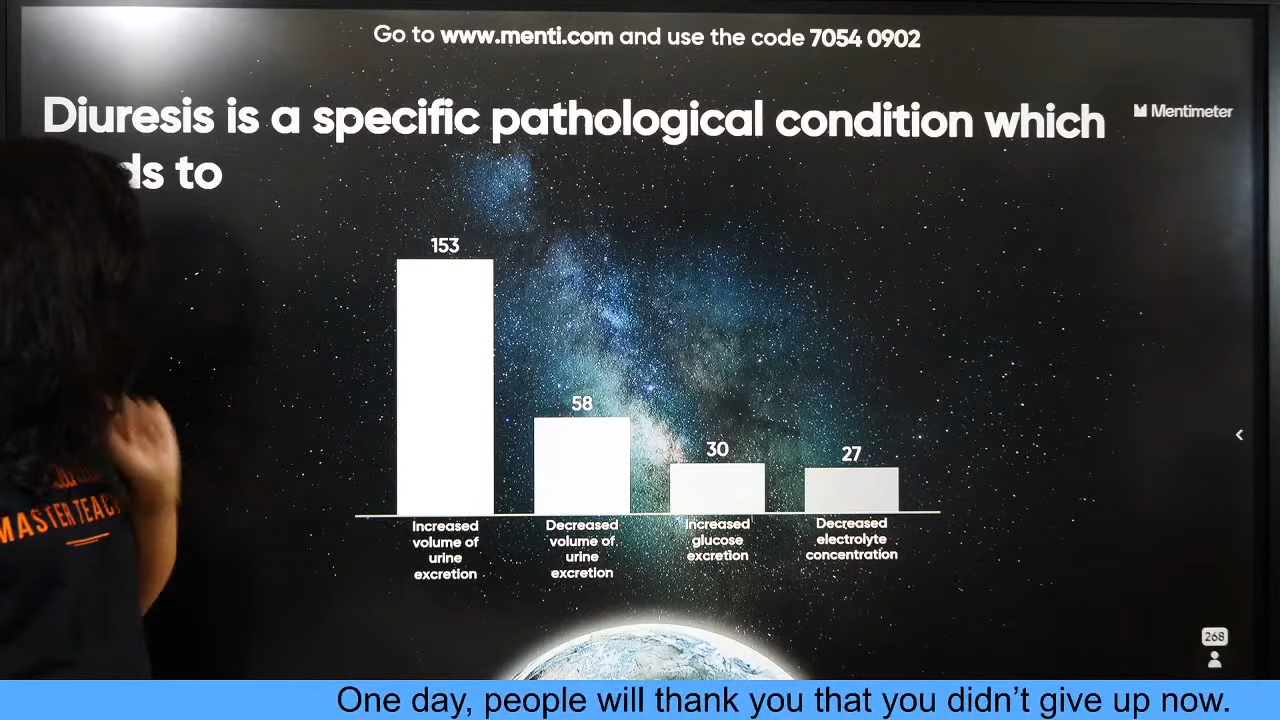 Go to www.menti.com and use the code 7054 0902
Diuresis is a specific pathological condition which
ds to
Mentimeter
153
58
30
27
Increased
volume of
urine
excretion
Decreased
volume of
urine
excretion
Increased
glucose
excretion
Decreased
electrolyte
concentration
MASTER TEAC
268
One day, people will thank you that you didn’t give up now.